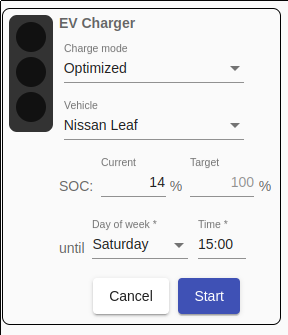 EV Charger
Charge mode
Optimized
Vehicle
Nissan Leaf
Current Target
SOC: 14 % 100 %
Day of week * Time *
until Saturday 15:00
Cancel Start